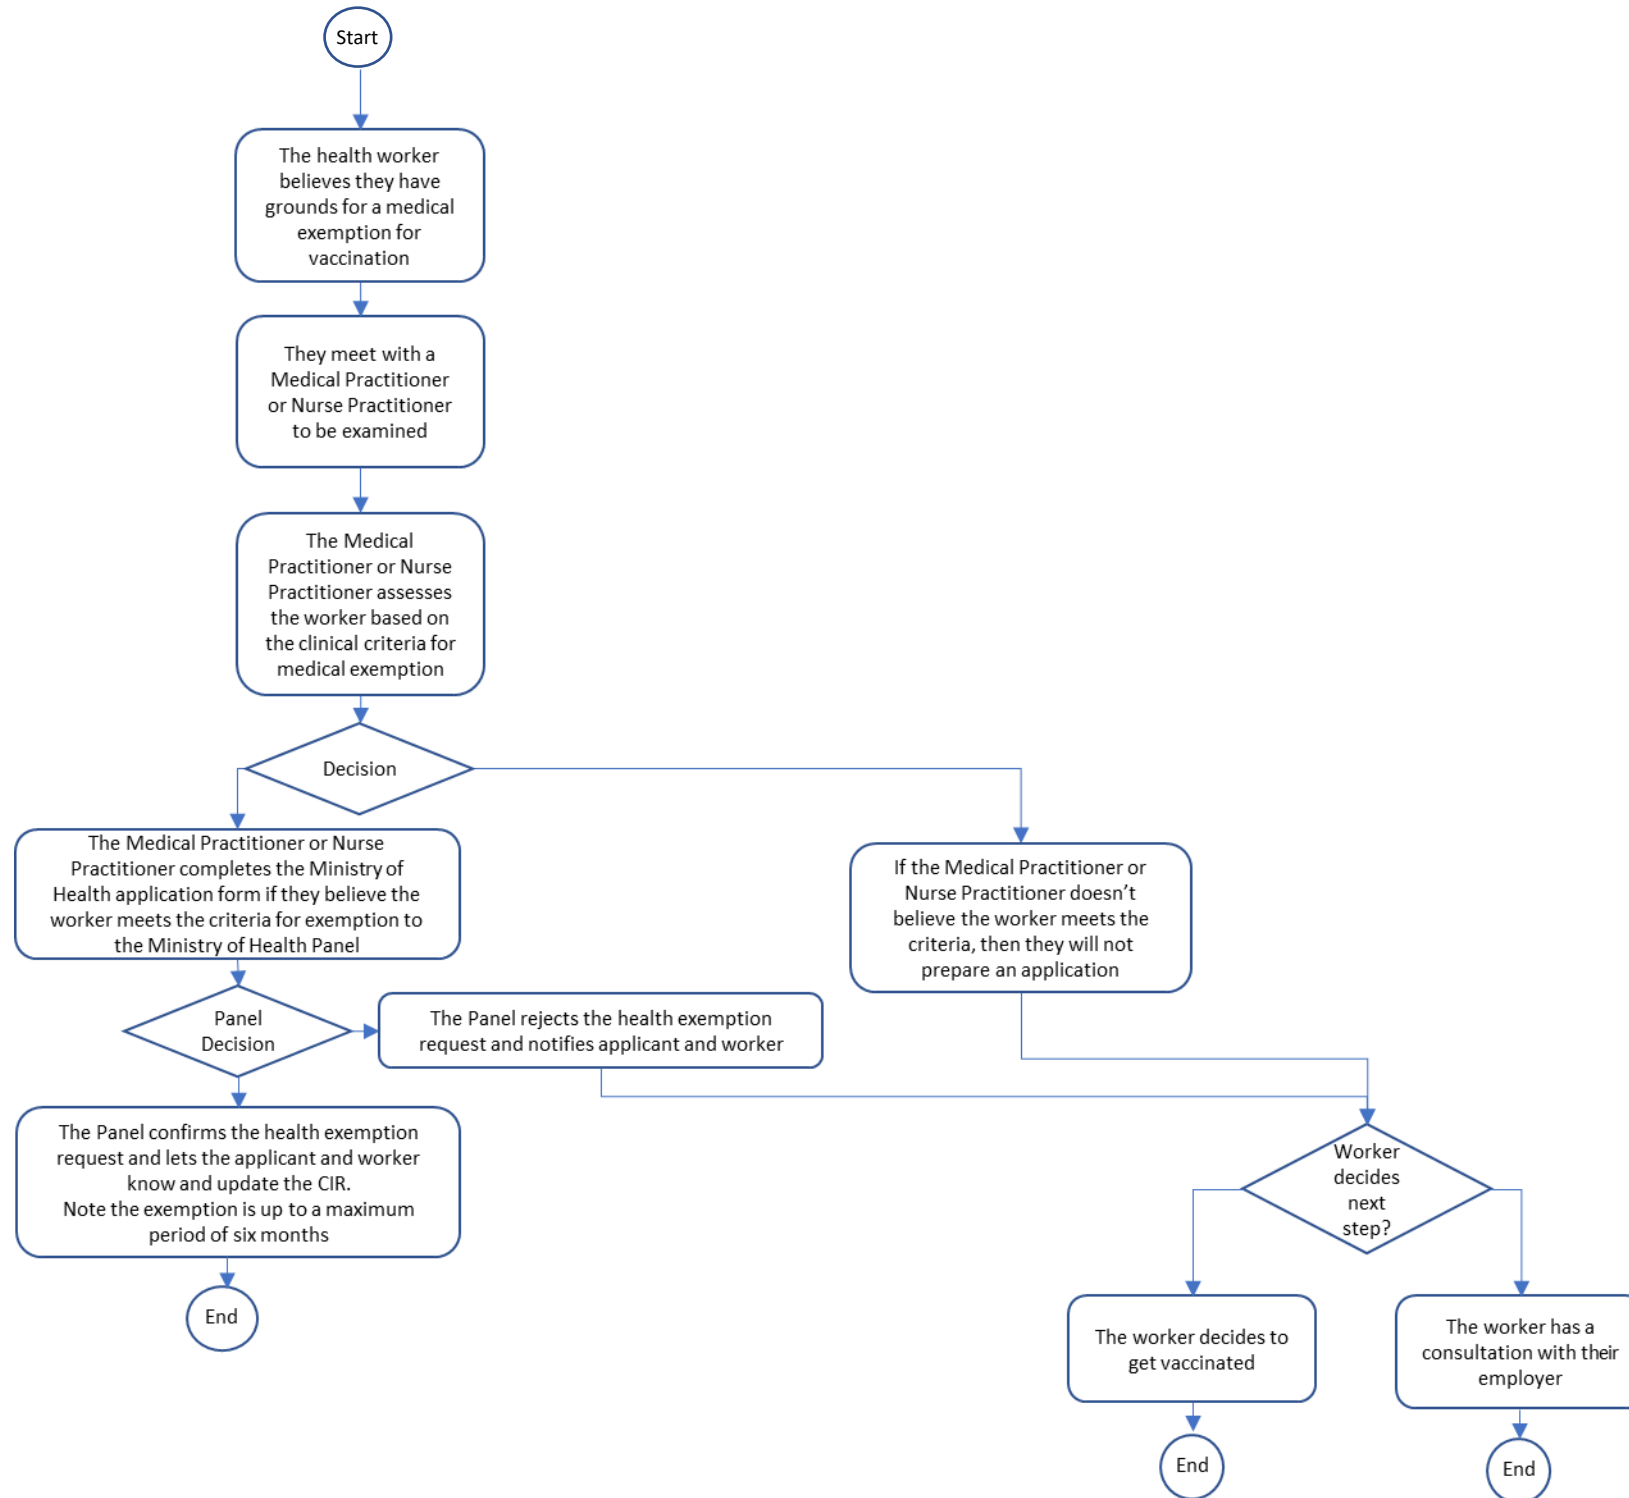 Start
The health worker
believes they have
grounds for a medical
exemption for
vaccination
They meet with a
Medical Practitioner
or Nurse Practitioner
to be examined
The Medical
Practitioner or Nurse
Practitioner assesses
the worker based on
the clinical criteria for
medical exemption
Decision
The Medical Practitioner or Nurse
Practitioner completes the Ministry of
Health application form if they believe the
worker meets the criteria for exemption to
the Ministry of Health Panel
If the Medical Practitioner or
Nurse Practitioner doesn’t
believe the worker meets the
criteria, then they will not
prepare an application
Panel
Decision
The Panel rejects the health exemption
request and notifies applicant and worker
The Panel confirms the health exemption
request and lets the applicant and worker
know and update the CIR.
Note the exemption is up to a maximum
period of six months
End
Worker
decides
next
step?
The worker decides to
get vaccinated
End
The worker has a
consultation with their
employer
End